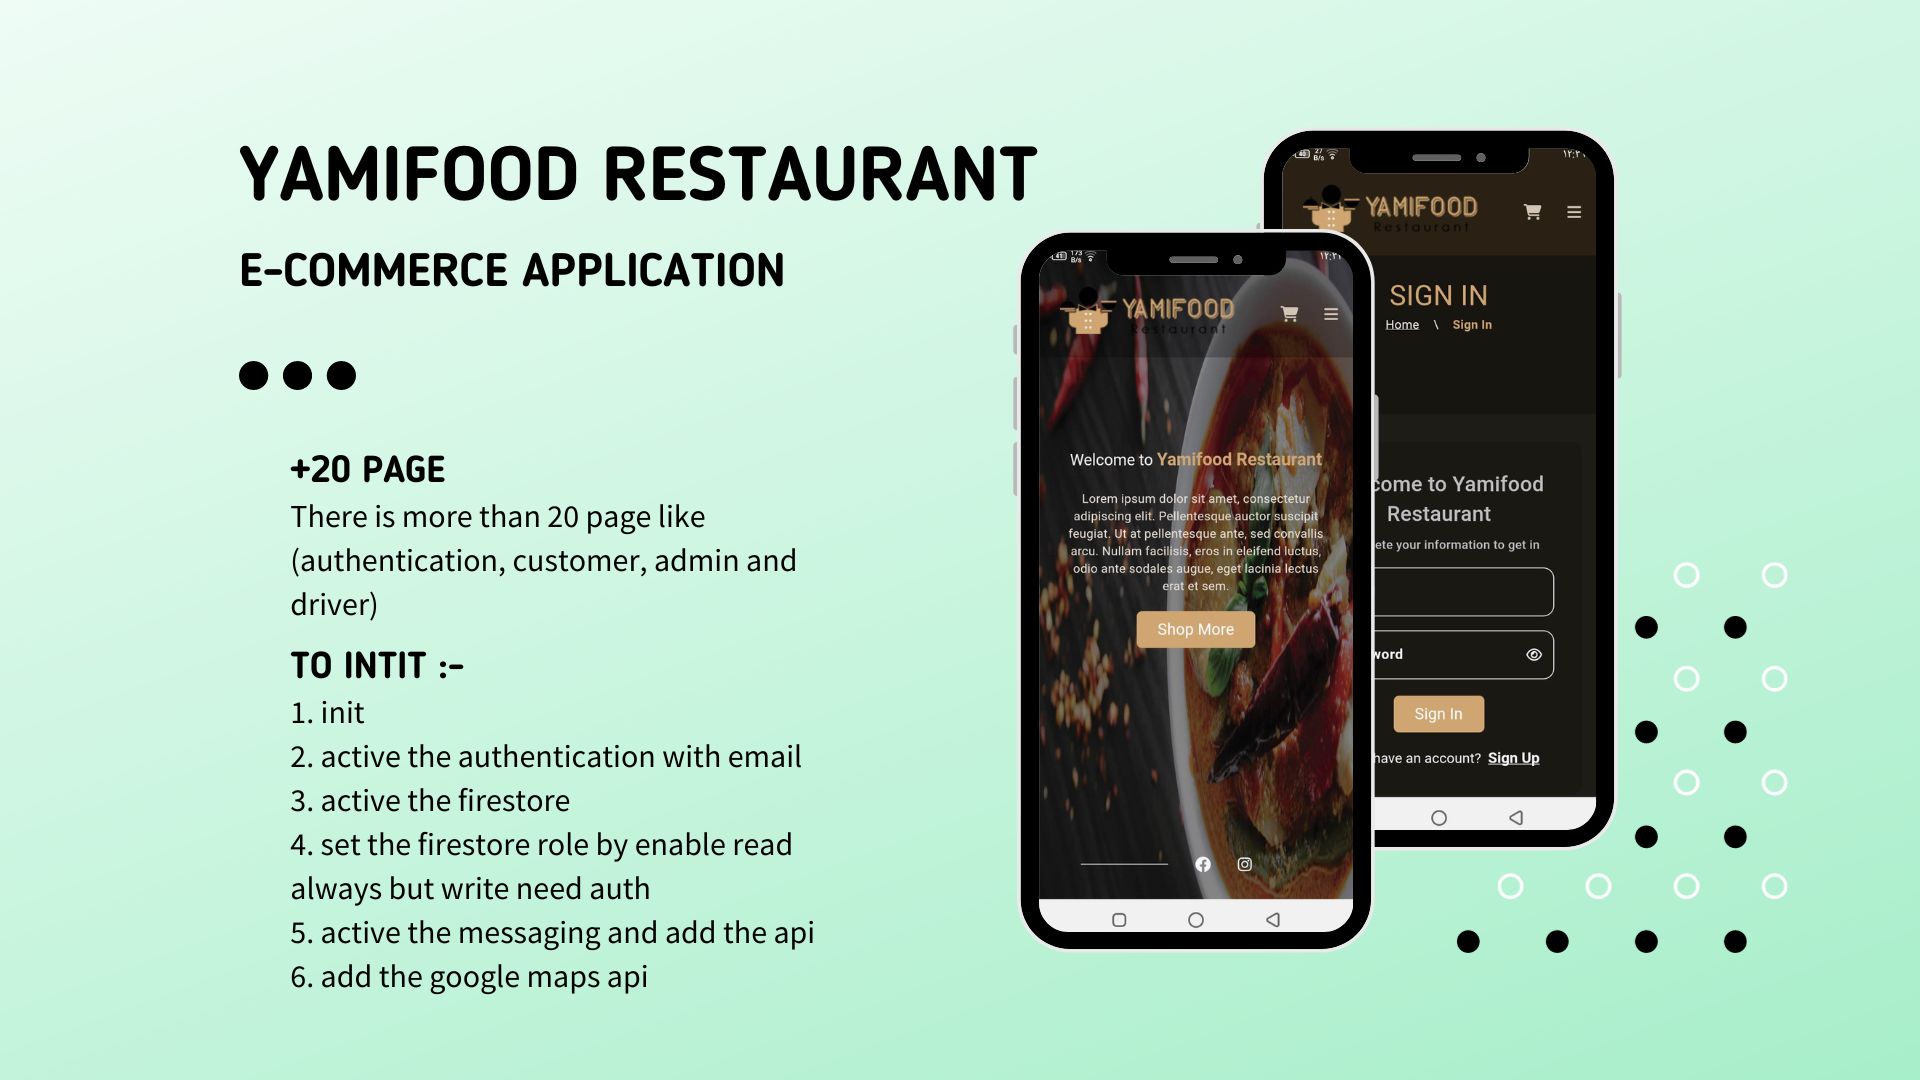 YAMIFOOD RESTAURANT
E-COMMERCE APPLICATION
+20 PAGE
There is more than 20 page like
(authentication, customer, admin and
driver)
TO INTIT :-
1. init
2. active the authentication with email
3. active the firestore
4. set the firestore role by enable read
always but write need auth
5. active the messaging and add the api
6. add the google maps api
41 173
B/s
١٢:٢١
YAMIFOOD
Restaurant
Welcome to Yamifood Restaurant
Lorem ipsum dolor sit amet, consectetur
adipiscing elit. Pellentesque auctor suscipit
feugiat. Ut at pellentesque ante, sed convallis
arcu. Nullam facilisis, eros in eleifend luctus,
odio ante sodales augue, eget lacinia lectus
erat et sem.
Shop More
40 27
B/s
YAMIFOOD
Restaurant
SIGN IN
Home \ Sign In
come to Yamifood
Restaurant
ete your information to get in
word
Sign In
have an account? Sign Up